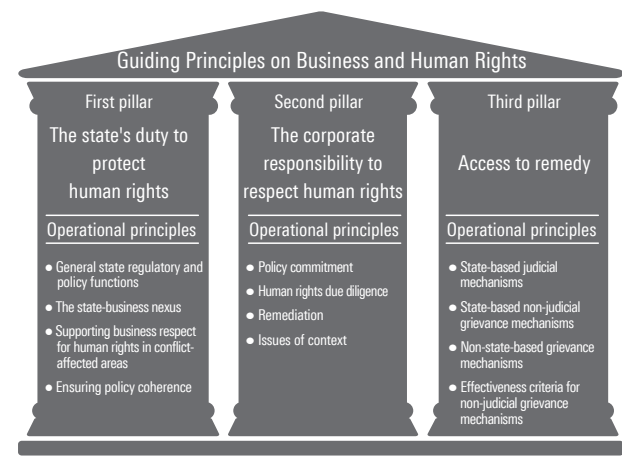 Guiding Principles on Business and Human Rights
First pillar
The state's duty to
protect
human rights
Operational principles
● General state regulatory and
policy functions
● The state-business nexus
● Supporting business respect
for human rights in conflict-
affected areas
● Ensuring policy coherence
Second pillar
The corporate
responsibility to
respect human rights
Operational principles
● Policy commitment
● Human rights due diligence
● Remediation
● Issues of context
Third pillar
Access to remedy
Operational principles
● State-based judicial
mechanisms
● State-based non-judicial
grievance mechanisms
● Non-state-based grievance
mechanisms
● Effectiveness criteria for
non-judicial grievance
mechanisms